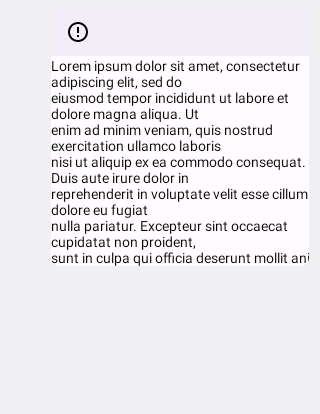 Lorem ipsum dolor sit amet, consectetur
adipiscing elit, sed do
eiusmod tempor incididunt ut labore et
dolore magna aliqua. Ut
enim ad minim veniam, quis nostrud
exercitation ullamco laboris
nisi ut aliquip ex ea commodo consequat.
Duis aute irure dolor in
reprehenderit in voluptate velit esse cillum
dolore eu fugiat
nulla pariatur. Excepteur sint occaecat
cupidatat non proident,
sunt in culpa qui officia deserunt mollit